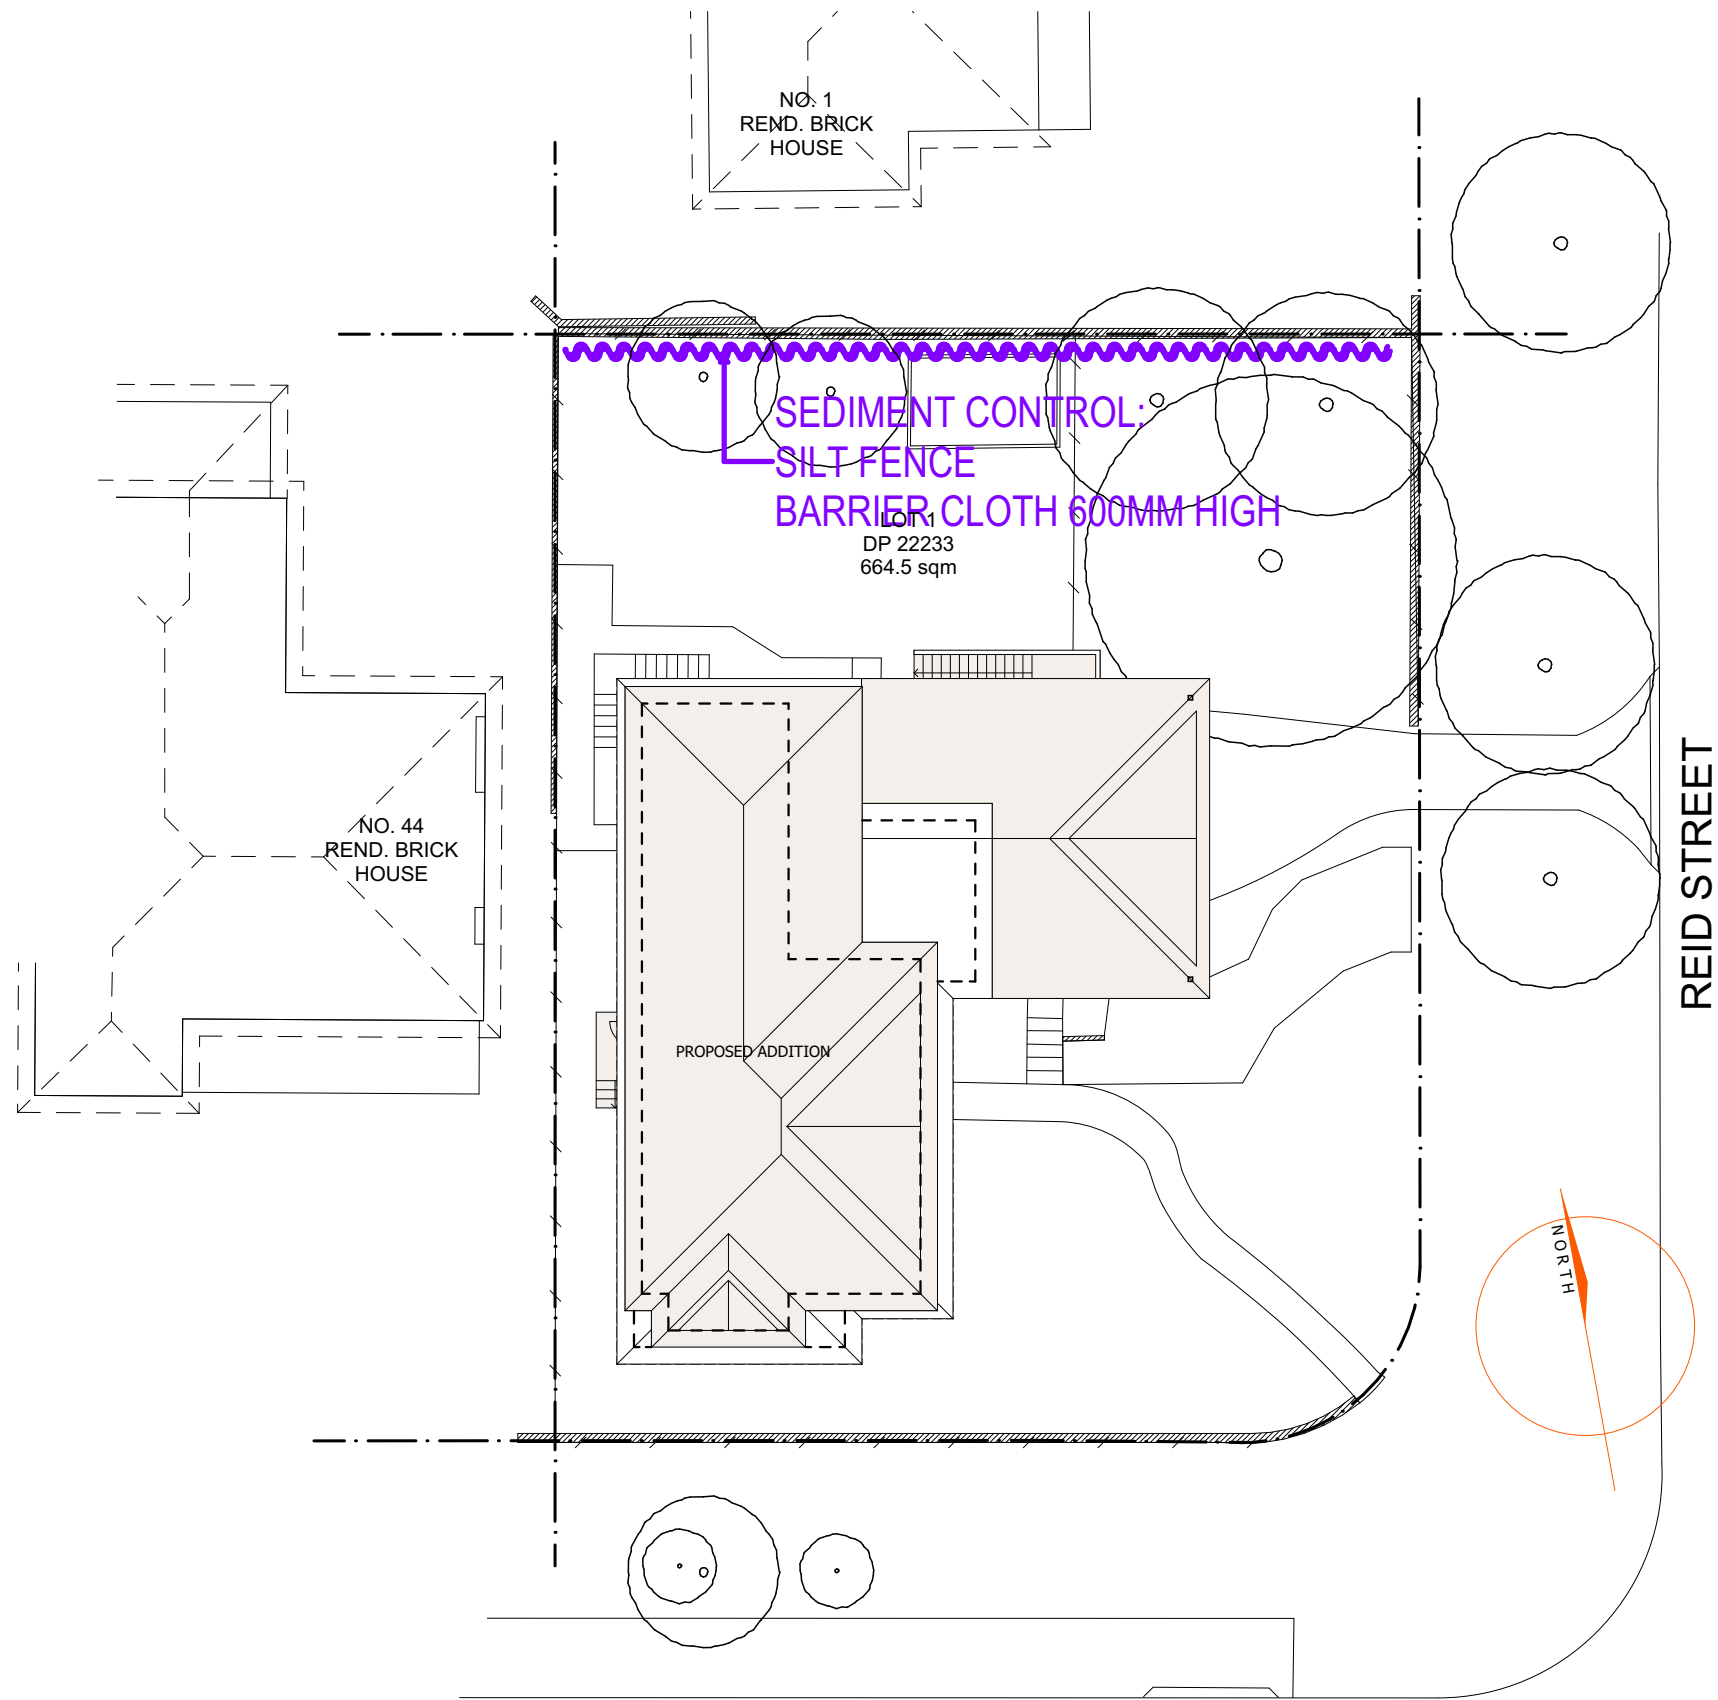 NO. 1
REND. BRICK
HOUSE
SEDIMENT CONTROL:
SILT FENCE
BARRIER CLOTH 600MM HIGH
LOT 1
DP 22233
664.5 sqm
NO. 44
REND. BRICK
HOUSE
REID STREET
PROPOSED ADDITION
NORTH